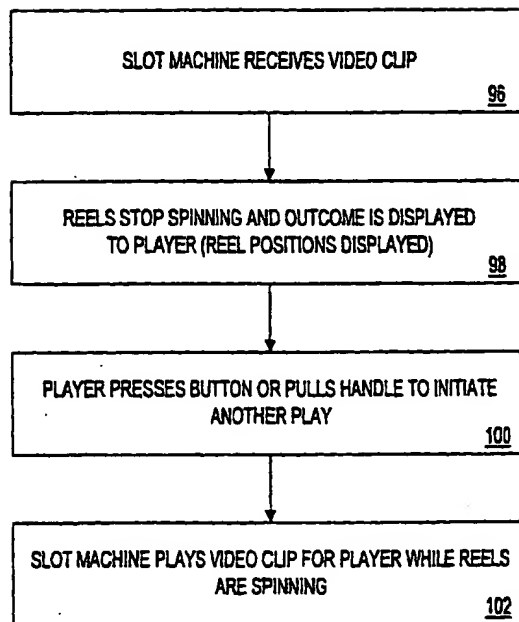 SLOT MACHINE RECEIVES VIDEO CLIP
96
REELS STOP SPINNING AND OUTCOME IS DISPLAYED
TO PLAYER (REEL POSITIONS DISPLAYED)
98
PLAYER PRESSES BUTTON OR PULLS HANDLE TO INITIATE
ANOTHER PLAY
100
SLOT MACHINE PLAYS VIDEO CLIP FOR PLAYER WHILE REELS
ARE SPINNING
102